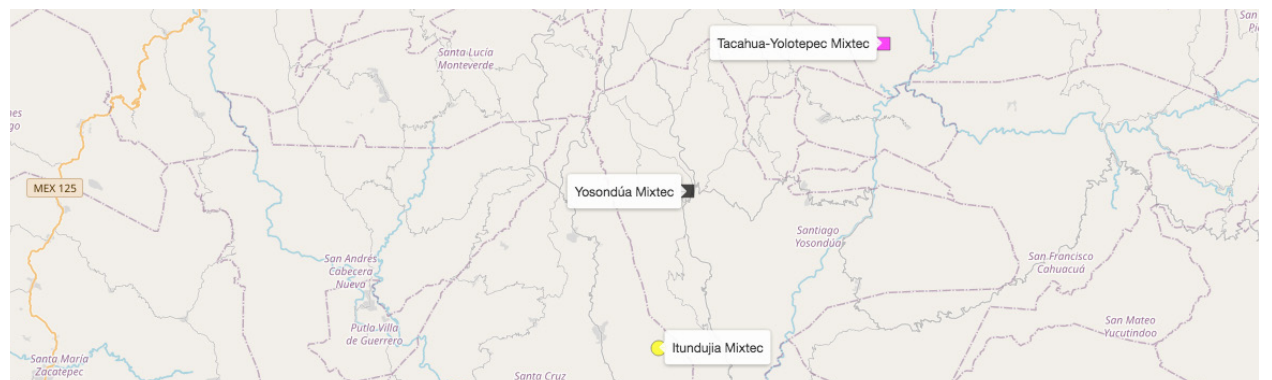 San
Tacahua-Yolotepec Mixtec
Santa Lucía
Monteverde
MEX 125
Yosondúa Mixtec
Santiago
Yosondúa
San Andrés
Cabecera
Nueva
San Francisco
Cahuacuá
Putla Villa
de Guerrero
San Mateo
Yucutindoo
Itundujia Mixtec
Santa María
Zacatepec
Santa Cruz